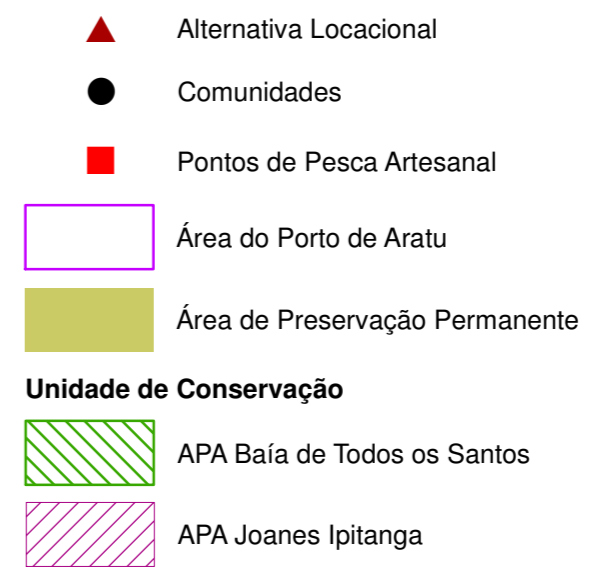 Alternativa Locacional
Comunidades
Pontos de Pesca Artesanal
Área do Porto de Aratu
Área de Preservação Permanente
Unidade de Conservação
APA Baía de Todos os Santos
APA Joanes Ipitanga